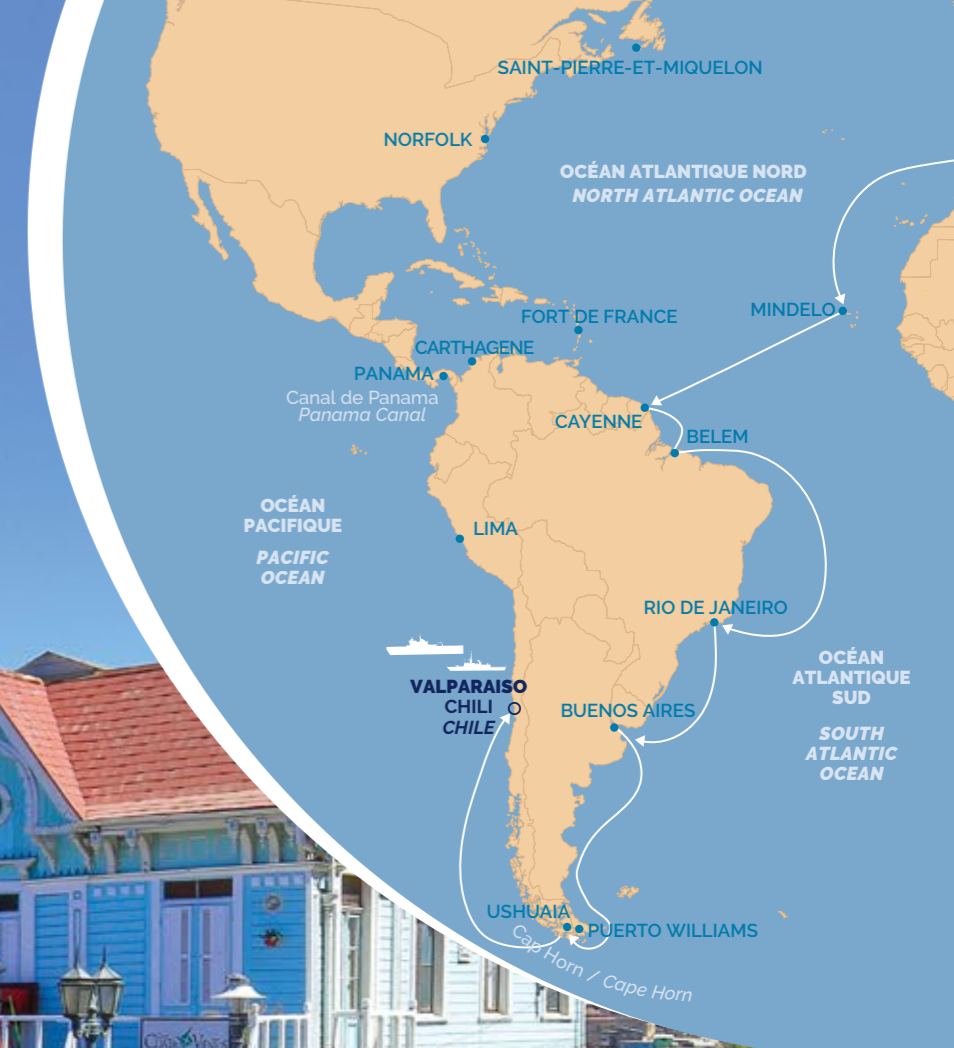 SAINT-PIERRE-ET-MIQUELON
NORFOLK
OCÉAN ATLANTIQUE NORD
NORTH ATLANTIC OCEAN
MINDELO
FORT DE FRANCE
CARTHAGENE
PANAMA
Canal de Panama
Panama Canal
CAYENNE
BELEM
OCÉAN
PACIFIQUE
PACIFIC
OCEAN
LIMA
RIO DE JANEIRO
OCÉAN
ATLANTIQUE
SUD
SOUTH
ATLANTIC
OCEAN
VALPARAISO
CHILI
CHILE
BUENOS AIRES
USHUAIA
PUERTO WILLIAMS
Cap Horn / Cape Horn